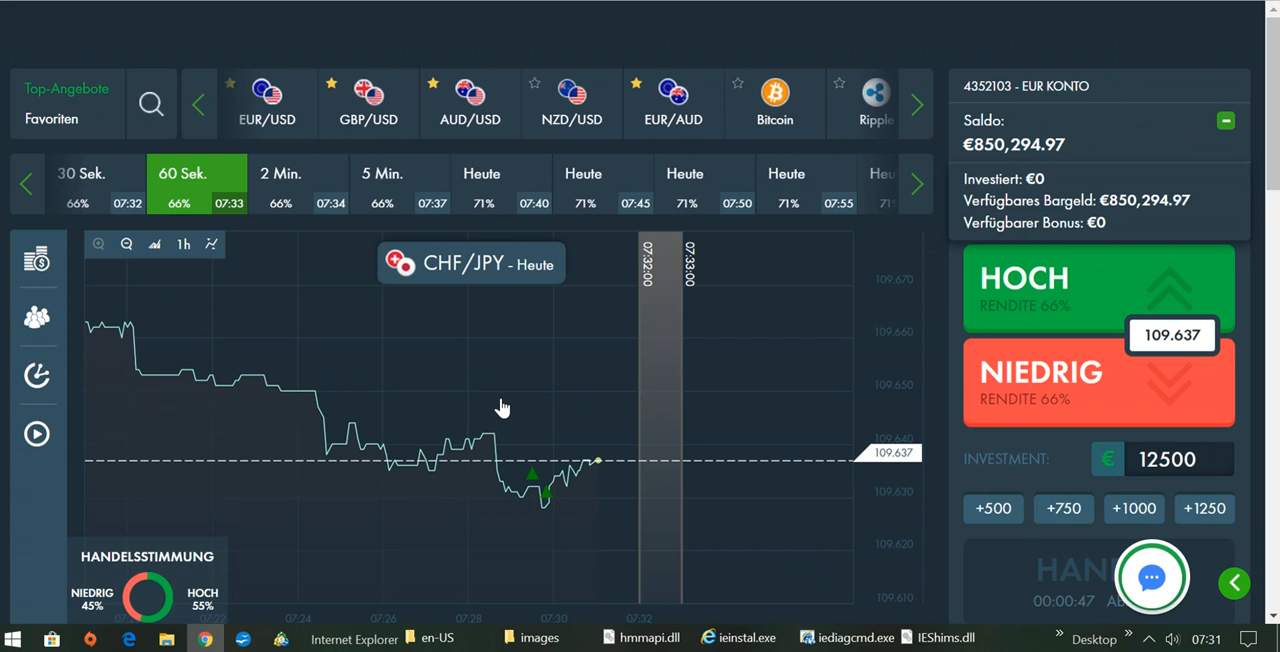 Top-Angebote
Favoriten
EUR/USD
GBP/USD
AUD/USD
NZD/USD
EUR/AUD
Bitcoin
Ripple
4352103 - EUR KONTO
Saldo:
€850,294.97
Investiert: €0
Verfügbares Bargeld: €850,294.97
Verfügbarer Bonus: €0
30 Sek.
66% 07:32
60 Sek.
66% 07:33
2 Min.
66% 07:34
5 Min.
66% 07:37
Heute
71% 07:40
Heute
71% 07:45
Heute
71% 07:50
Heute
71% 07:55
Heu
71%
1h
CHF/JPY - Heute
07:32:00
07:33:00
109.670
109.660
109.650
109.640
109.637
109.630
109.620
109.610
HOCH
RENDITE 66%
109.637
NIEDRIG
RENDITE 66%
INVESTMENT: € 12500
+500 +750 +1000 +1250
HAN
00:00:47
HANDELSSTIMMUNG
NIEDRIG
45%
HOCH
55%
07:24 07:26 07:28 07:30 07:32
Internet Explorer
en-US
images
hmmapi.dll
ieinstal.exe
iediagcmd.exe
IEShims.dll
Desktop
07:31